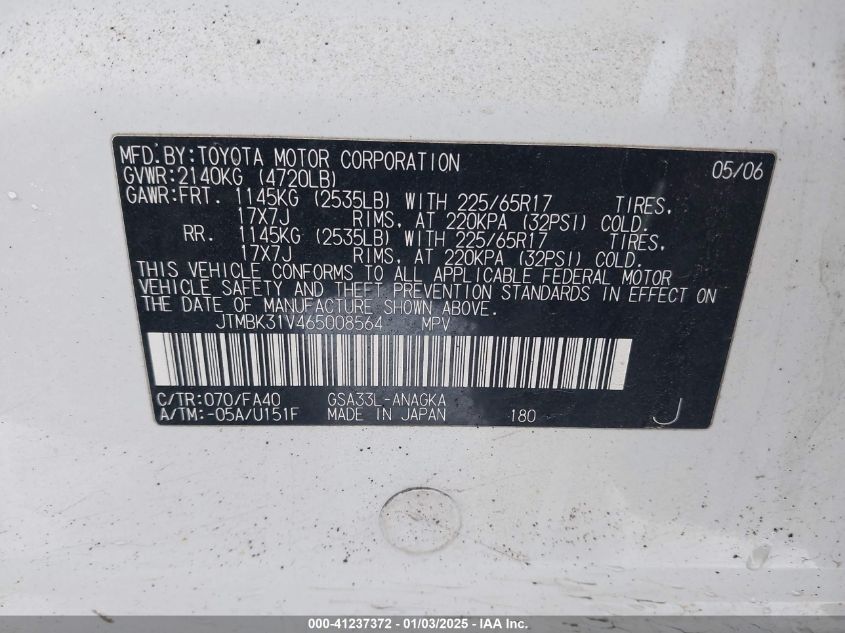 MFD.BY:TOYOTA MOTOR CORPORATION 05/06
GVWR:2140KG (4720LB)
GAWR:FRT. 1145KG (2535LB) WITH 225/65R17 TIRES,
17X7J RIMS, AT 220KPA (32PSI) COLD.
RR. 1145KG (2535LB) WITH 225/65R17 TIRES,
17X7J RIMS, AT 220KPA (32PSI) COLD.
THIS VEHICLE CONFORMS TO ALL APPLICABLE FEDERAL MOTOR
VEHICLE SAFETY AND THEFT PREVENTION STANDARDS IN EFFECT ON
THE DATE OF MANUFACTURE SHOWN ABOVE.
JTMBK31V465008564 MPV
C/TR:070/FA40 GSA33L-ANAGKA
A/TM:-05A/U151F MADE IN JAPAN 180 J
000-41237372 - 01/03/2025 - IAA Inc.